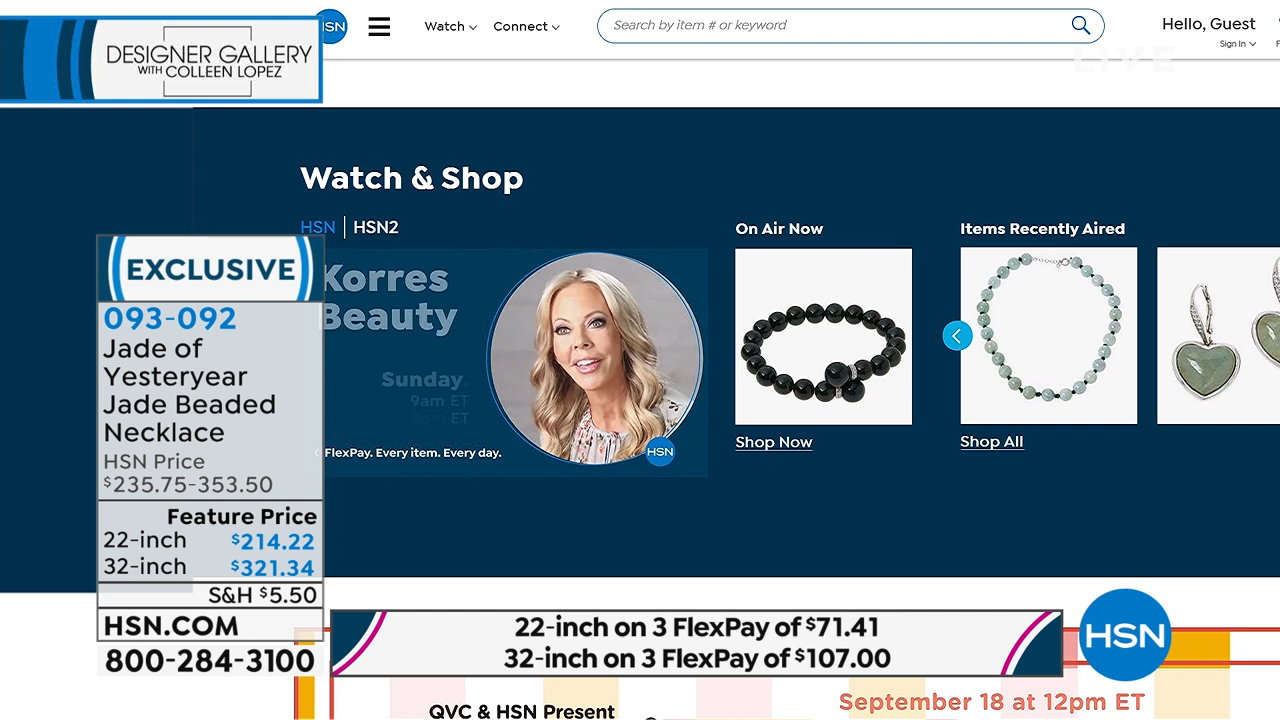 DESIGNER GALLERY
WITH COLLEEN LOPEZ
HSN
Watch
Connect
Search by item # or keyword
Hello, Guest
Sign In
LIVE
Watch & Shop
HSN
HSN2
On Air Now
Items Recently Aired
Korres
Beauty
Sunday
9am ET
FlexPay. Every item. Every day.
HSN
Shop Now
Shop All
EXCLUSIVE
093-092
Jade of
Yesteryear
Jade Beaded
Necklace
HSN Price
$235.75-353.50
Feature Price
22-inch $214.22
32-inch $321.34
S&H $5.50
HSN.COM
800-284-3100
22-inch on 3 FlexPay of $71.41
32-inch on 3 FlexPay of $107.00
HSN
September 18 at 12pm ET
QVC & HSN Present